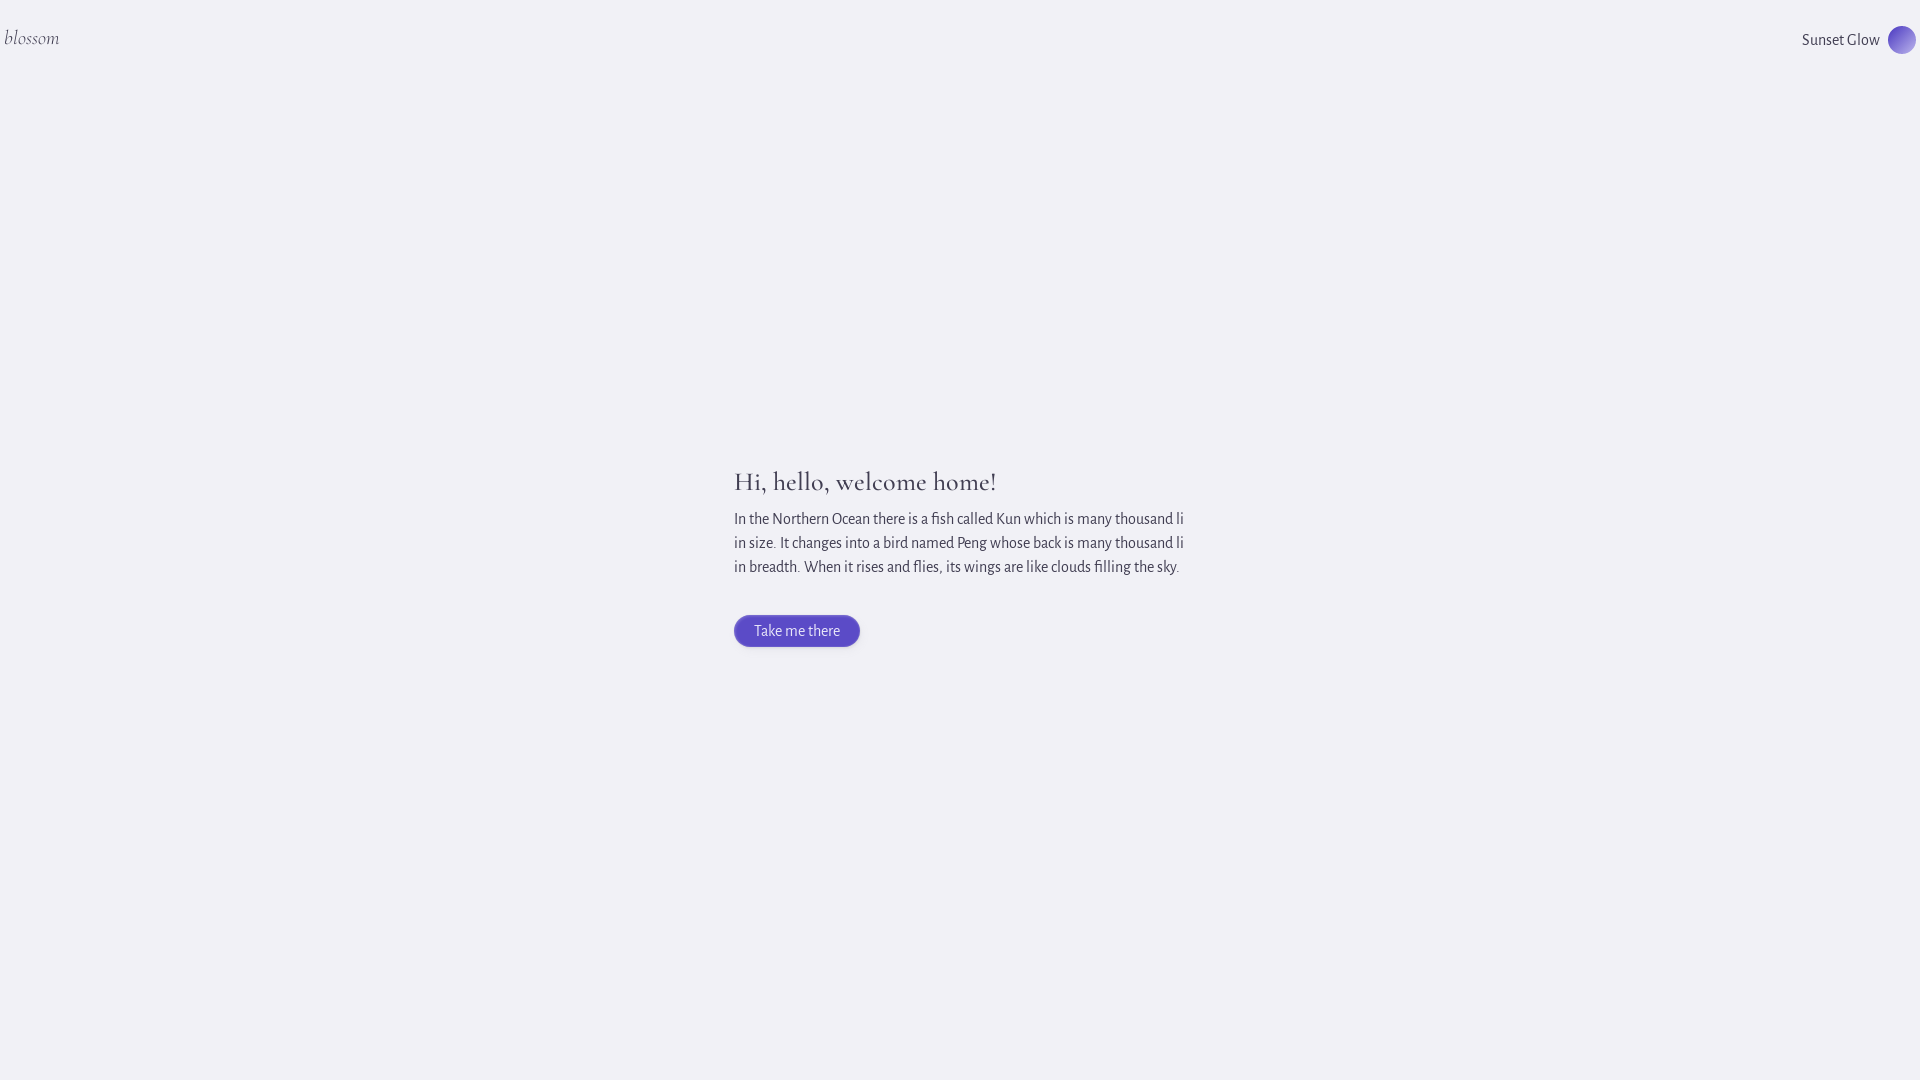 blossom
Sunset Glow
Hi, hello, welcome home!
In the Northern Ocean there is a fish called Kun which is many thousand li
in size. It changes into a bird named Peng whose back is many thousand li
in breadth. When it rises and flies, its wings are like clouds filling the sky.
Take me there